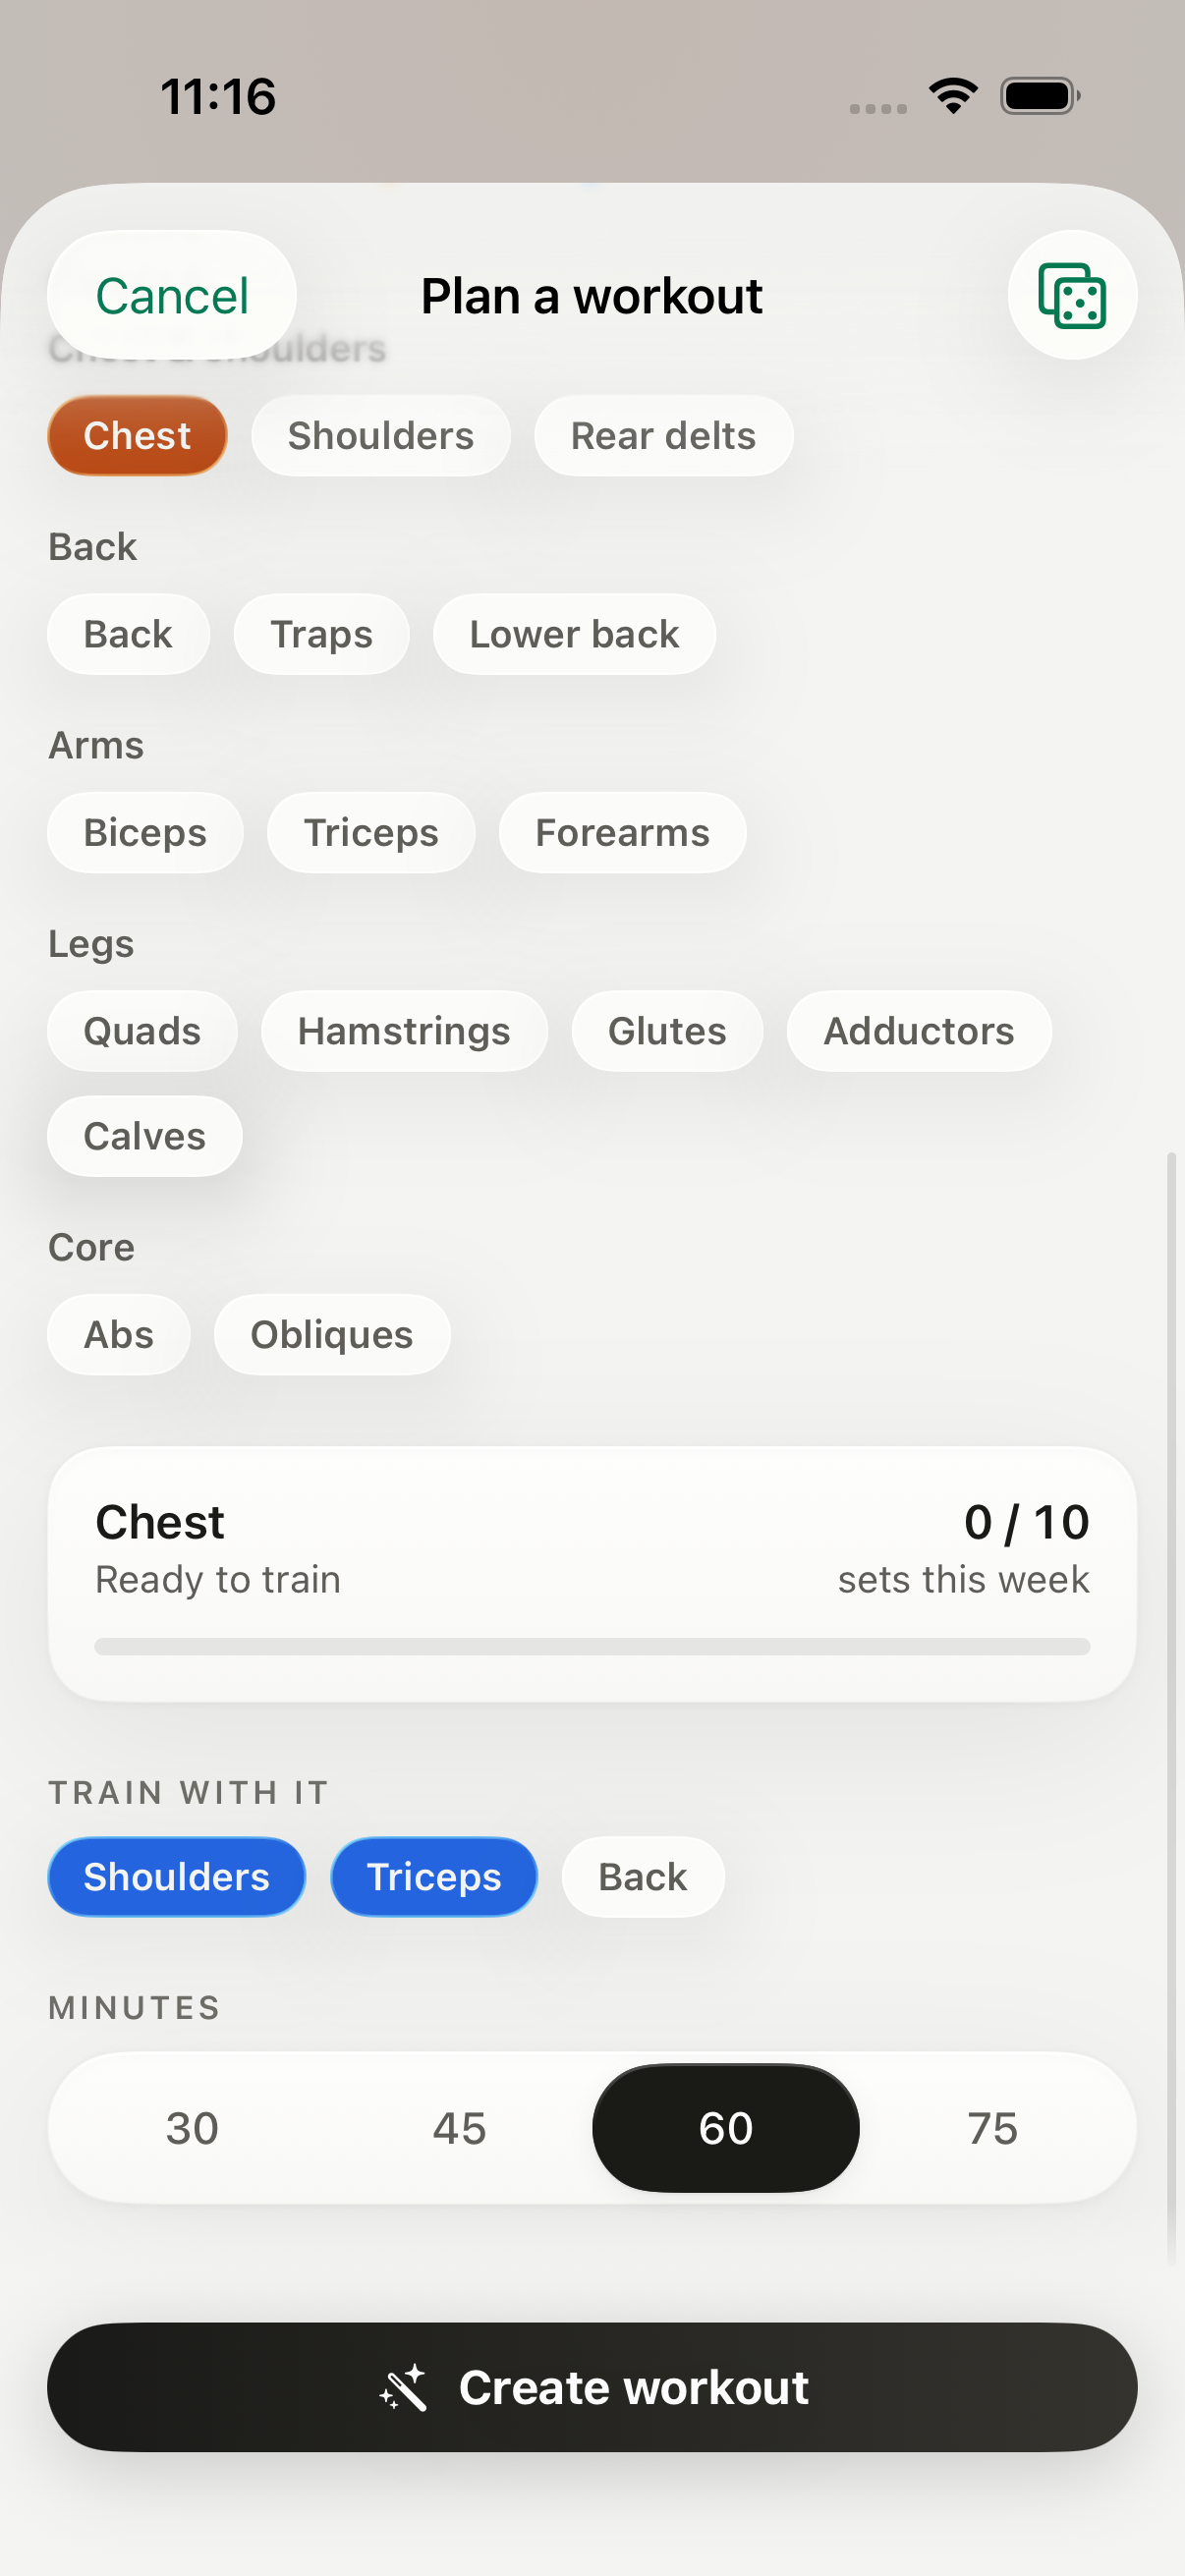 11:16
Cancel
Plan a workout
Chest & Shoulders
Chest
Shoulders
Rear delts
Back
Back
Traps
Lower back
Arms
Biceps
Triceps
Forearms
Legs
Quads
Hamstrings
Glutes
Adductors
Calves
Core
Abs
Obliques
Chest
0 / 10
Ready to train
sets this week
TRAIN WITH IT
Shoulders
Triceps
Back
MINUTES
30
45
60
75
Create workout